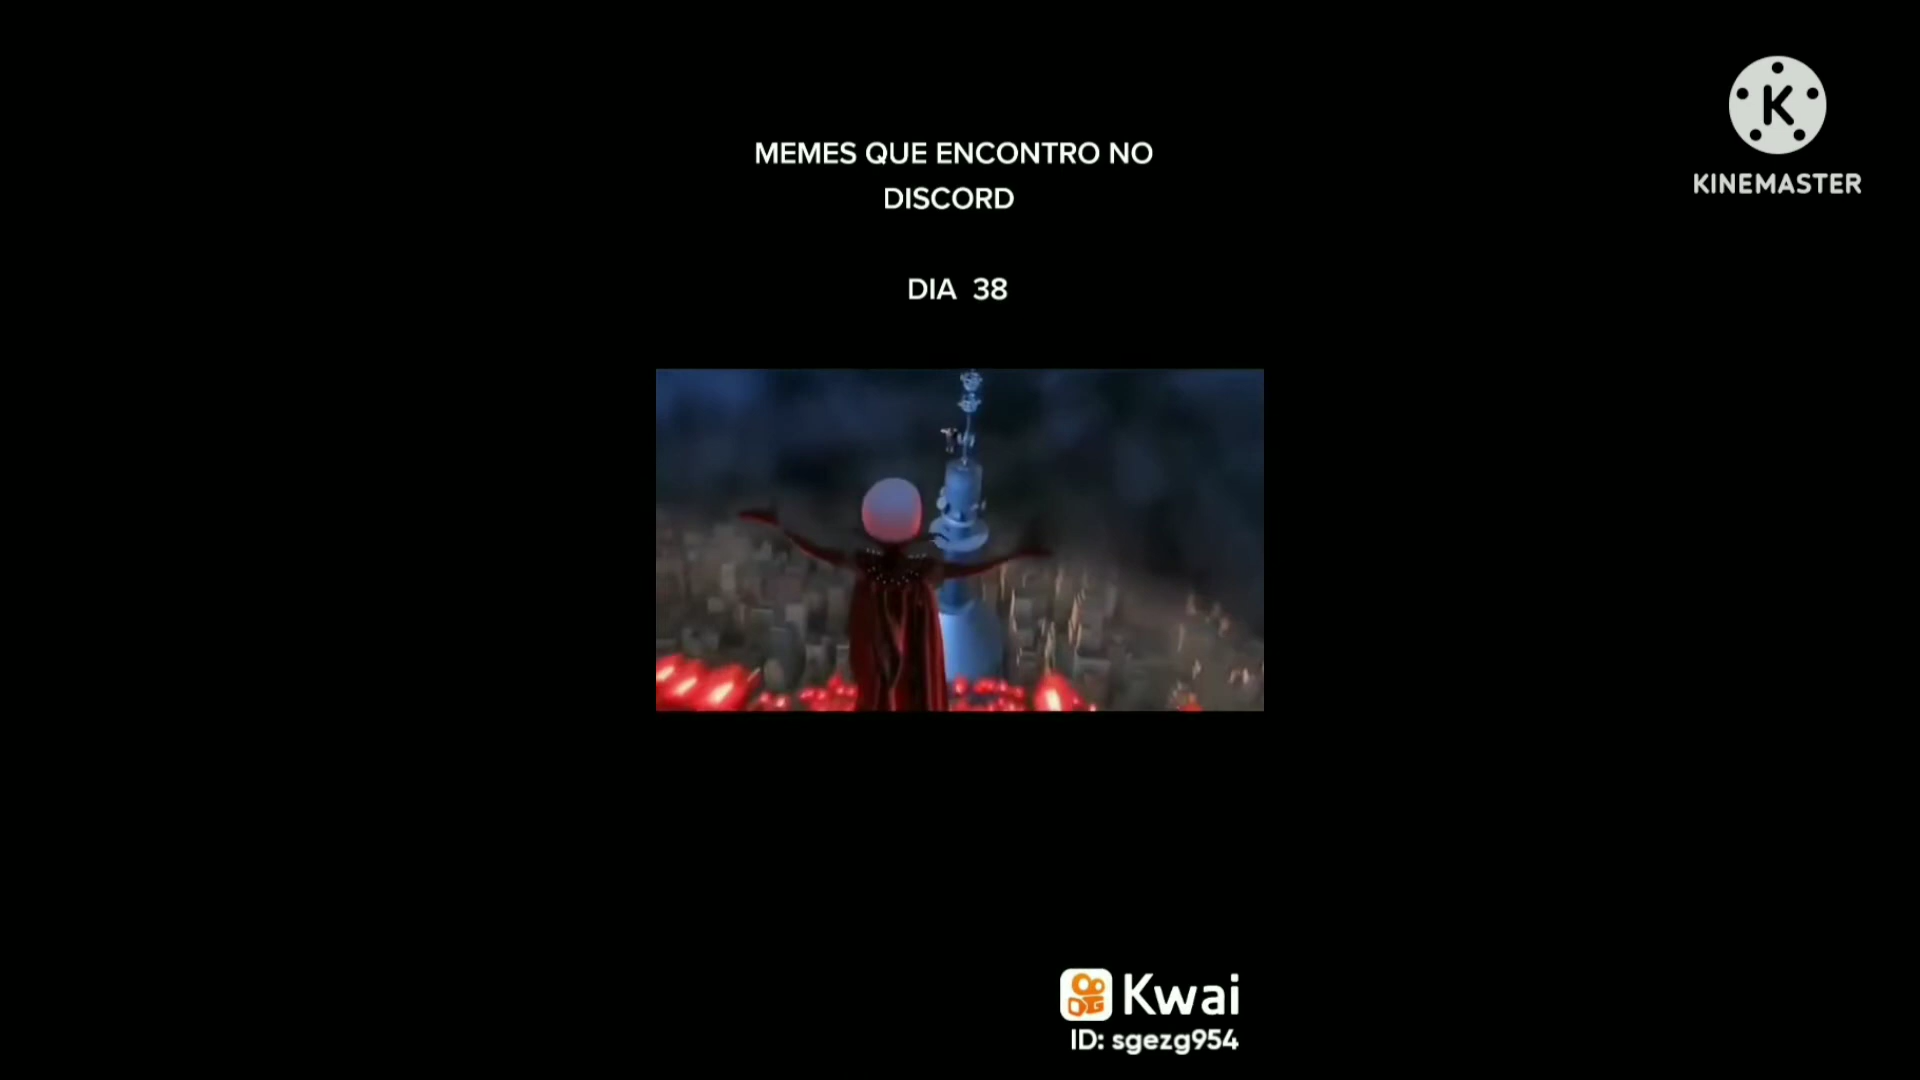 MEMES QUE ENCONTRO NO
DISCORD
DIA 38
K
KINEMASTER
Kwai
ID: sgezg954